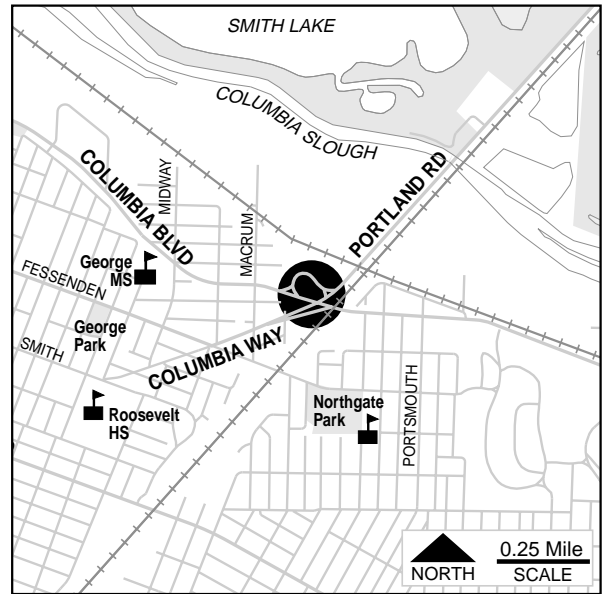 SMITH LAKE
COLUMBIA SLOUGH
PORTLAND RD
COLUMBIA BLVD
MIDWAY
MACRUM
George
MS
FESSENDEN
George
Park
SMITH
COLUMBIA WAY
Roosevelt
HS
Northgate
Park
PORTSMOUTH
NORTH
0.25 Mile
SCALE